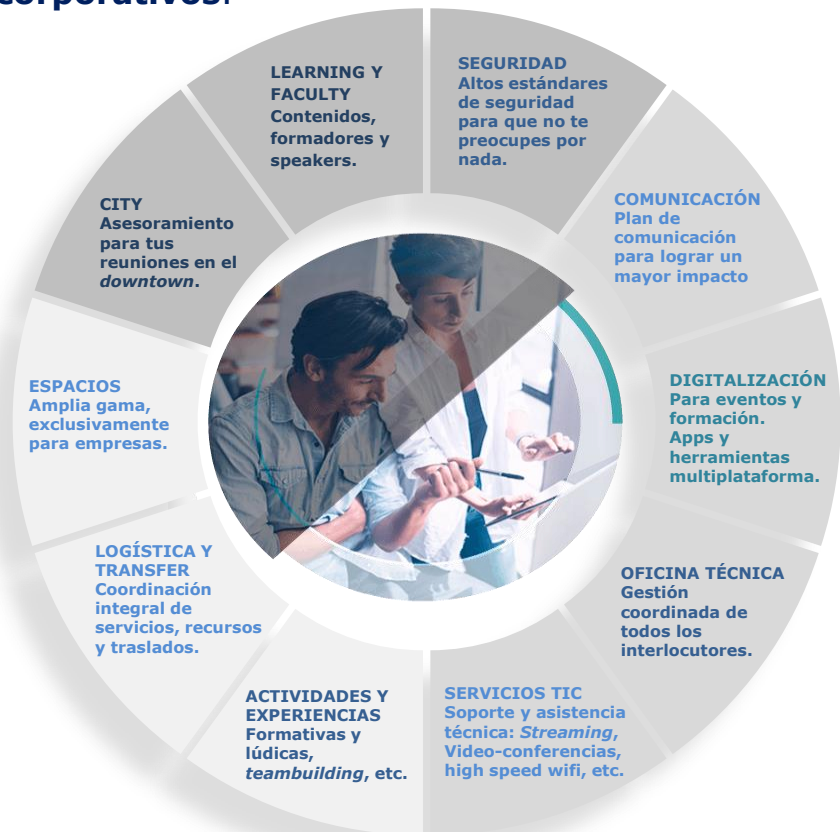 corporativos.
LEARNING Y
FACULTY
Contenidos,
formadores y
speakers.
SEGURIDAD
Altos estándares
de seguridad
para que no te
preocupes por
nada.
COMUNICACIÓN
Plan de
comunicación
para lograr un
mayor impacto
DIGITALIZACIÓN
Para eventos y
formación.
Apps y
herramientas
multiplataforma.
OFICINA TÉCNICA
Gestión
coordinada de
todos los
interlocutores.
SERVICIOS TIC
Soporte y asistencia
técnica: Streaming,
Video-conferencias,
high speed wifi, etc.
ACTIVIDADES Y
EXPERIENCIAS
Formativas y
lúdicas,
teambuilding, etc.
LOGÍSTICA Y
TRANSFER
Coordinación
integral de
servicios, recursos
y traslados.
ESPACIOS
Amplia gama,
exclusivamente
para empresas.
CITY
Asesoramiento
para tus
reuniones en el
downtown.